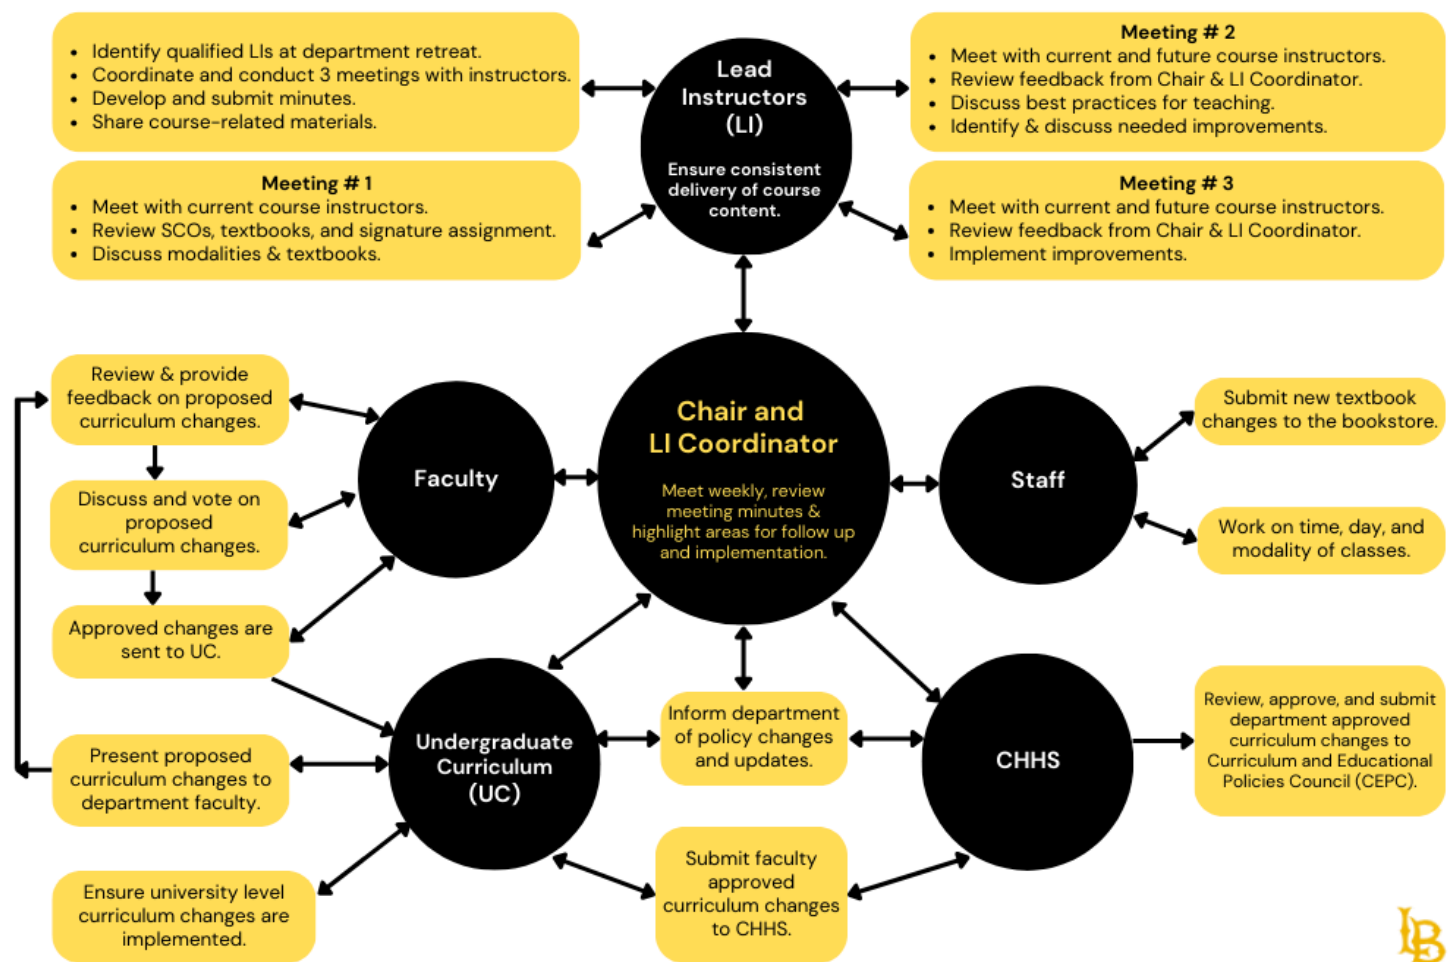 • Identify qualified LIs at department retreat.
• Coordinate and conduct 3 meetings with instructors.
• Develop and submit minutes.
• Share course-related materials.
Lead
Instructors
(LI)
Ensure consistent
delivery of course
content.
Meeting # 2
• Meet with current and future course instructors.
• Review feedback from Chair & LI Coordinator.
• Discuss best practices for teaching.
• Identify & discuss needed improvements.
Meeting # 1
• Meet with current course instructors.
• Review SCOs, textbooks, and signature assignment.
• Discuss modalities & textbooks.
Meeting # 3
• Meet with current and future course instructors.
• Review feedback from Chair & LI Coordinator.
• Implement improvements.
Review & provide
feedback on proposed
curriculum changes.
Discuss and vote on
proposed
curriculum changes.
Approved changes are
sent to UC.
Faculty
Chair and
LI Coordinator
Meet weekly, review
meeting minutes &
highlight areas for follow up
and implementation.
Staff
Submit new textbook
changes to the bookstore.
Work on time, day, and
modality of classes.
Present proposed
curriculum changes to
department faculty.
Ensure university level
curriculum changes are
implemented.
Undergraduate
Curriculum
(UC)
Inform department
of policy changes
and updates.
Submit faculty
approved
curriculum changes
to CHHS.
CHHS
Review, approve, and submit
department approved
curriculum changes to
Curriculum and Educational
Policies Council (CEPC).
LB